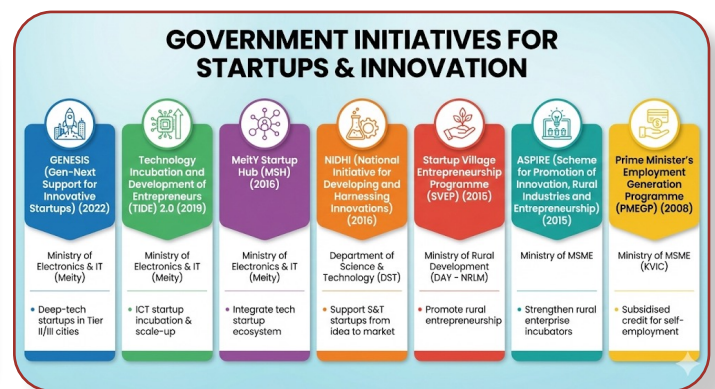 GOVERNMENT INITIATIVES FOR
STARTUPS & INNOVATION
GENESIS
(Gen-Next
Support for
Innovative
Startups) (2022)
Ministry of
Electronics & IT
(Meity)
• Deep-tech
startups in Tier
II/III cities
Technology
Incubation and
Development of
Entrepreneurs
(TIDE) 2.0 (2019)
Ministry of
Electronics & IT
(Meity)
• ICT startup
incubation &
scale-up
MeitY Startup
Hub (MSH)
(2016)
Ministry of
Electronics & IT
(Meity)
• Integrate tech
startup
ecosystem
NIDHI (National
Initiative for
Developing and
Harnessing
Innovations)
(2016)
Department of
Science &
Technology (DST)
• Support S&T
startups from
idea to market
Startup Village
Entrepreneurship
Programme
(SVEP) (2016)
Ministry of Rural
Development
(DAY - NRLM)
• Promote rural
entrepreneurship
ASPIRE (Scheme
for Promotion of
Innovation, Rural
Industries and
Entrepreneurship)
(2015)
Ministry of MSME
• Strengthen rural
enterprise
incubators
Prime Minister's
Employment
Generation
Programme
(PMEGP) (2008)
Ministry of MSME
(KVIC)
• Subsidised
credit for self-
employment